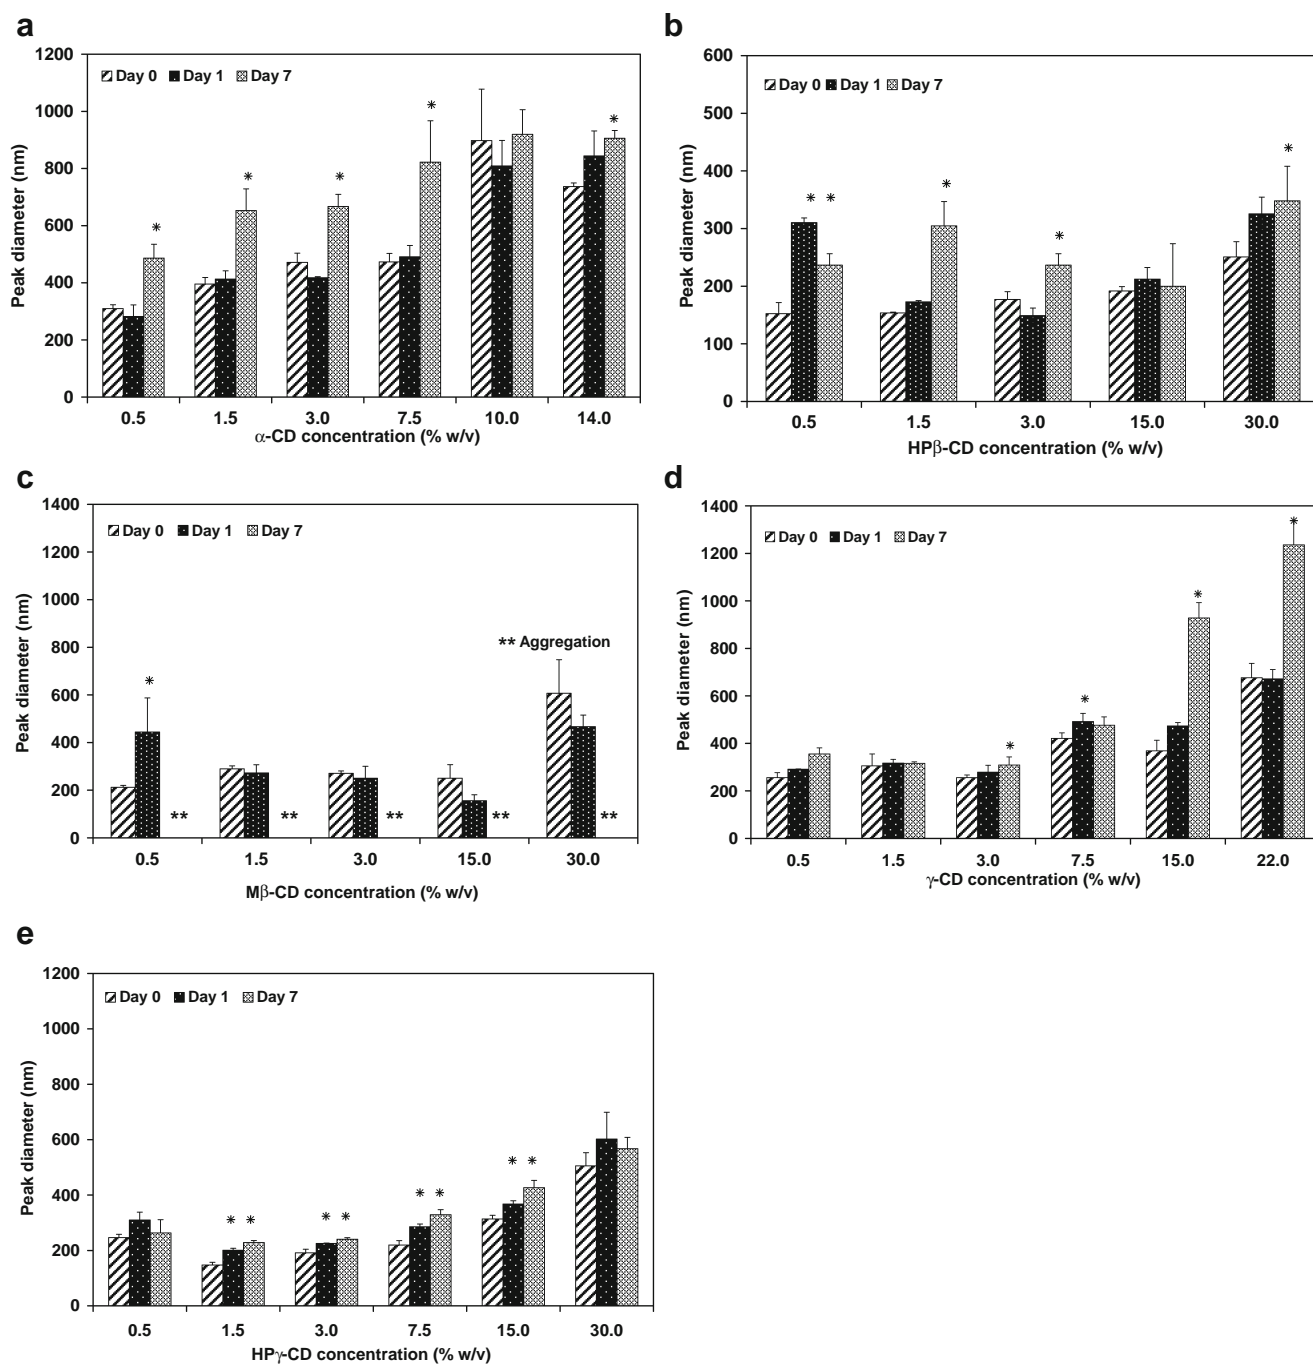 a
1200
1000
800
600
400
200
0
Peak diameter (nm)
Day 0 Day 1 Day 7
*
*
*
*
*
0.5 1.5 3.0 7.5 10.0 14.0
α-CD concentration (% w/v)
b
600
500
400
300
200
100
0
Peak diameter (nm)
Day 0 Day 1 Day 7
* *
*
*
*
0.5 1.5 3.0 15.0 30.0
HPβ-CD concentration (% w/v)
c
1400
1200
1000
800
600
400
200
0
Peak diameter (nm)
Day 0 Day 1 Day 7
** Aggregation
*
** ** ** ** **
0.5 1.5 3.0 15.0 30.0
Mβ-CD concentration (% w/v)
d
1400
1200
1000
800
600
400
200
0
Peak diameter (nm)
Day 0 Day 1 Day 7
*
*
*
*
0.5 1.5 3.0 7.5 15.0 22.0
γ-CD concentration (% w/v)
e
1200
1000
800
600
400
200
0
Peak diameter (nm)
Day 0 Day 1 Day 7
* *
* *
* *
* *
0.5 1.5 3.0 7.5 15.0 30.0
HPγ-CD concentration (% w/v)